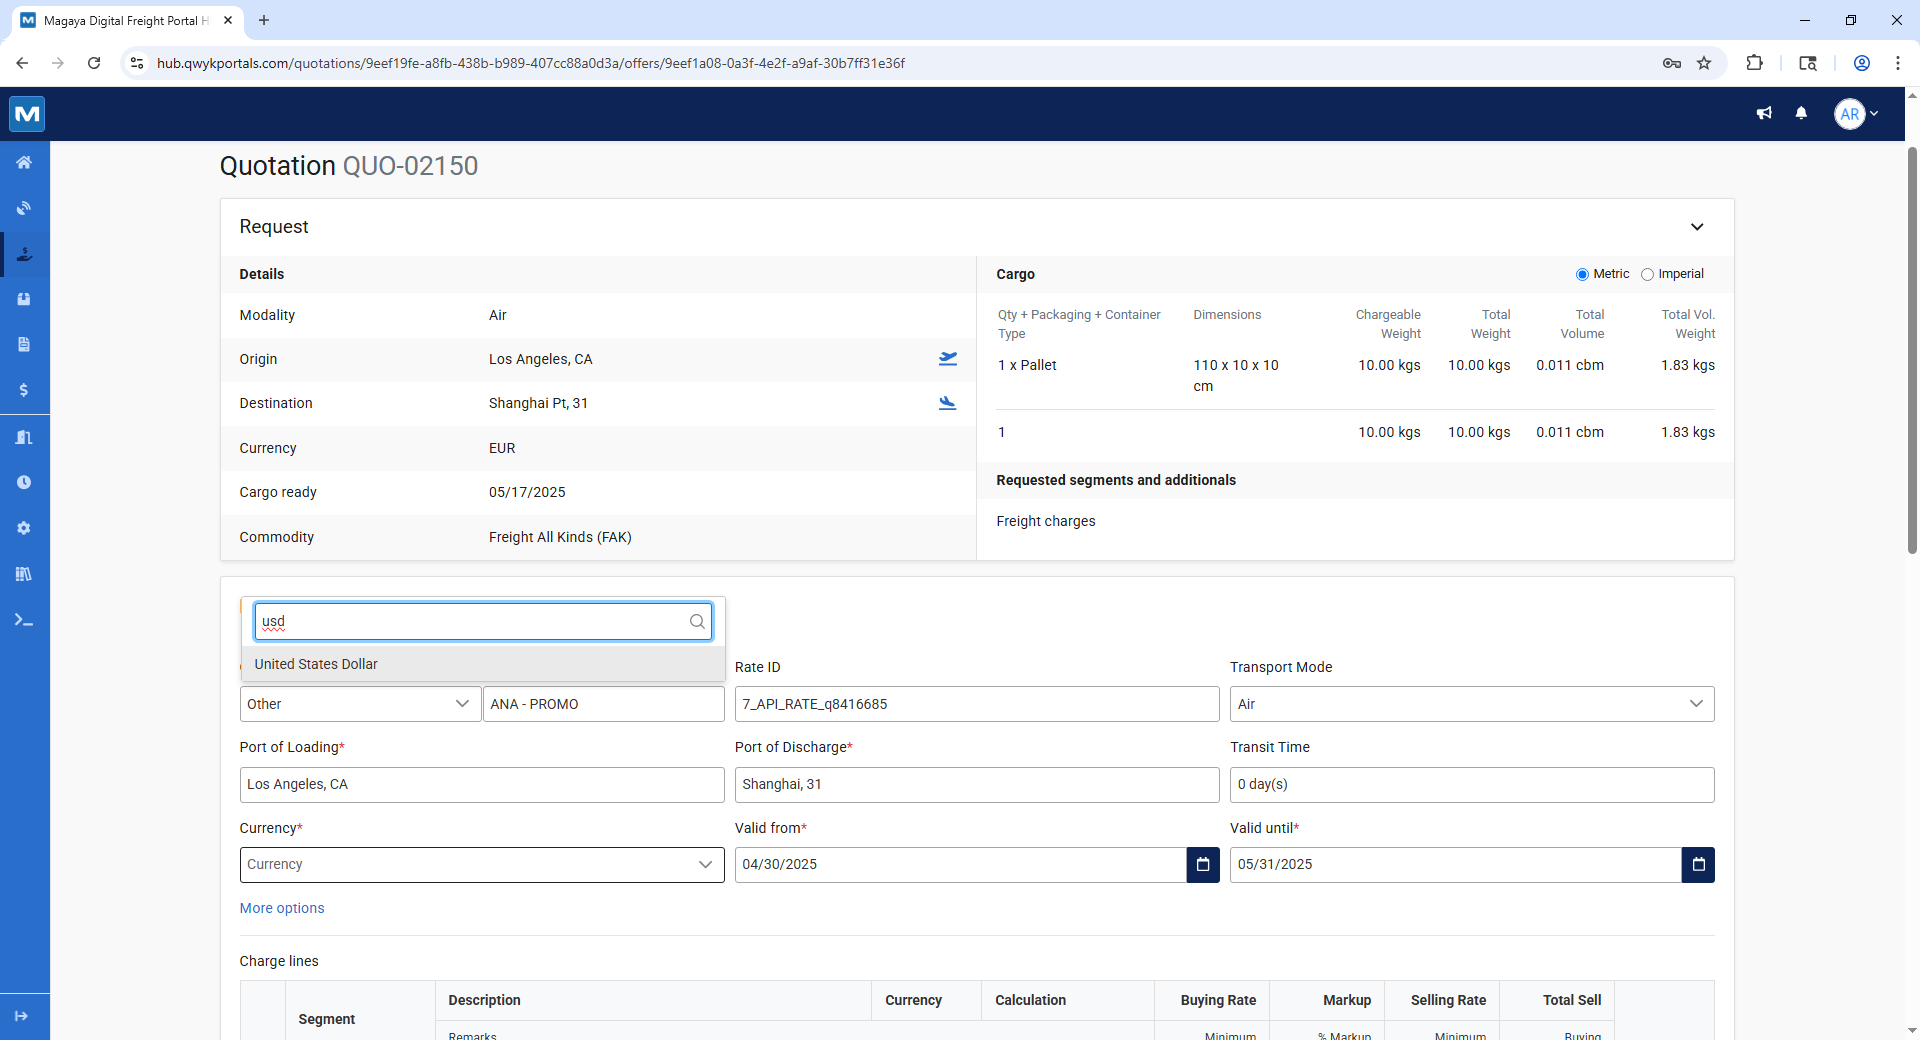 Magaya Digital Freight Portal H
hub.qwykportals.com/quotations/9eef19fe-a8fb-438b-b989-407cc88a0d3a/offers/9eef1a08-0a3f-4e2f-a9af-30b7ff31e36f
AR
Quotation QUO-02150
Request
Details
Modality Air
Origin Los Angeles, CA
Destination Shanghai Pt, 31
Currency EUR
Cargo ready 05/17/2025
Commodity Freight All Kinds (FAK)
Cargo Metric Imperial
Qty + Packaging + Container Type Dimensions Chargeable Weight Total Weight Total Volume Total Vol. Weight
1 x Pallet 110 x 10 x 10 cm 10.00 kgs 10.00 kgs 0.011 cbm 1.83 kgs
1 10.00 kgs 10.00 kgs 0.011 cbm 1.83 kgs
Requested segments and additionals
Freight charges
usd
United States Dollar
Rate ID Transport Mode
Other ANA - PROMO 7_API_RATE_q8416685 Air
Port of Loading* Port of Discharge* Transit Time
Los Angeles, CA Shanghai, 31 0 day(s)
Currency* Valid from* Valid until*
Currency 04/30/2025 05/31/2025
More options
Charge lines
Segment Description Currency Calculation Buying Rate Markup Selling Rate Total Sell
Remarks Minimum % Markup Minimum Buying